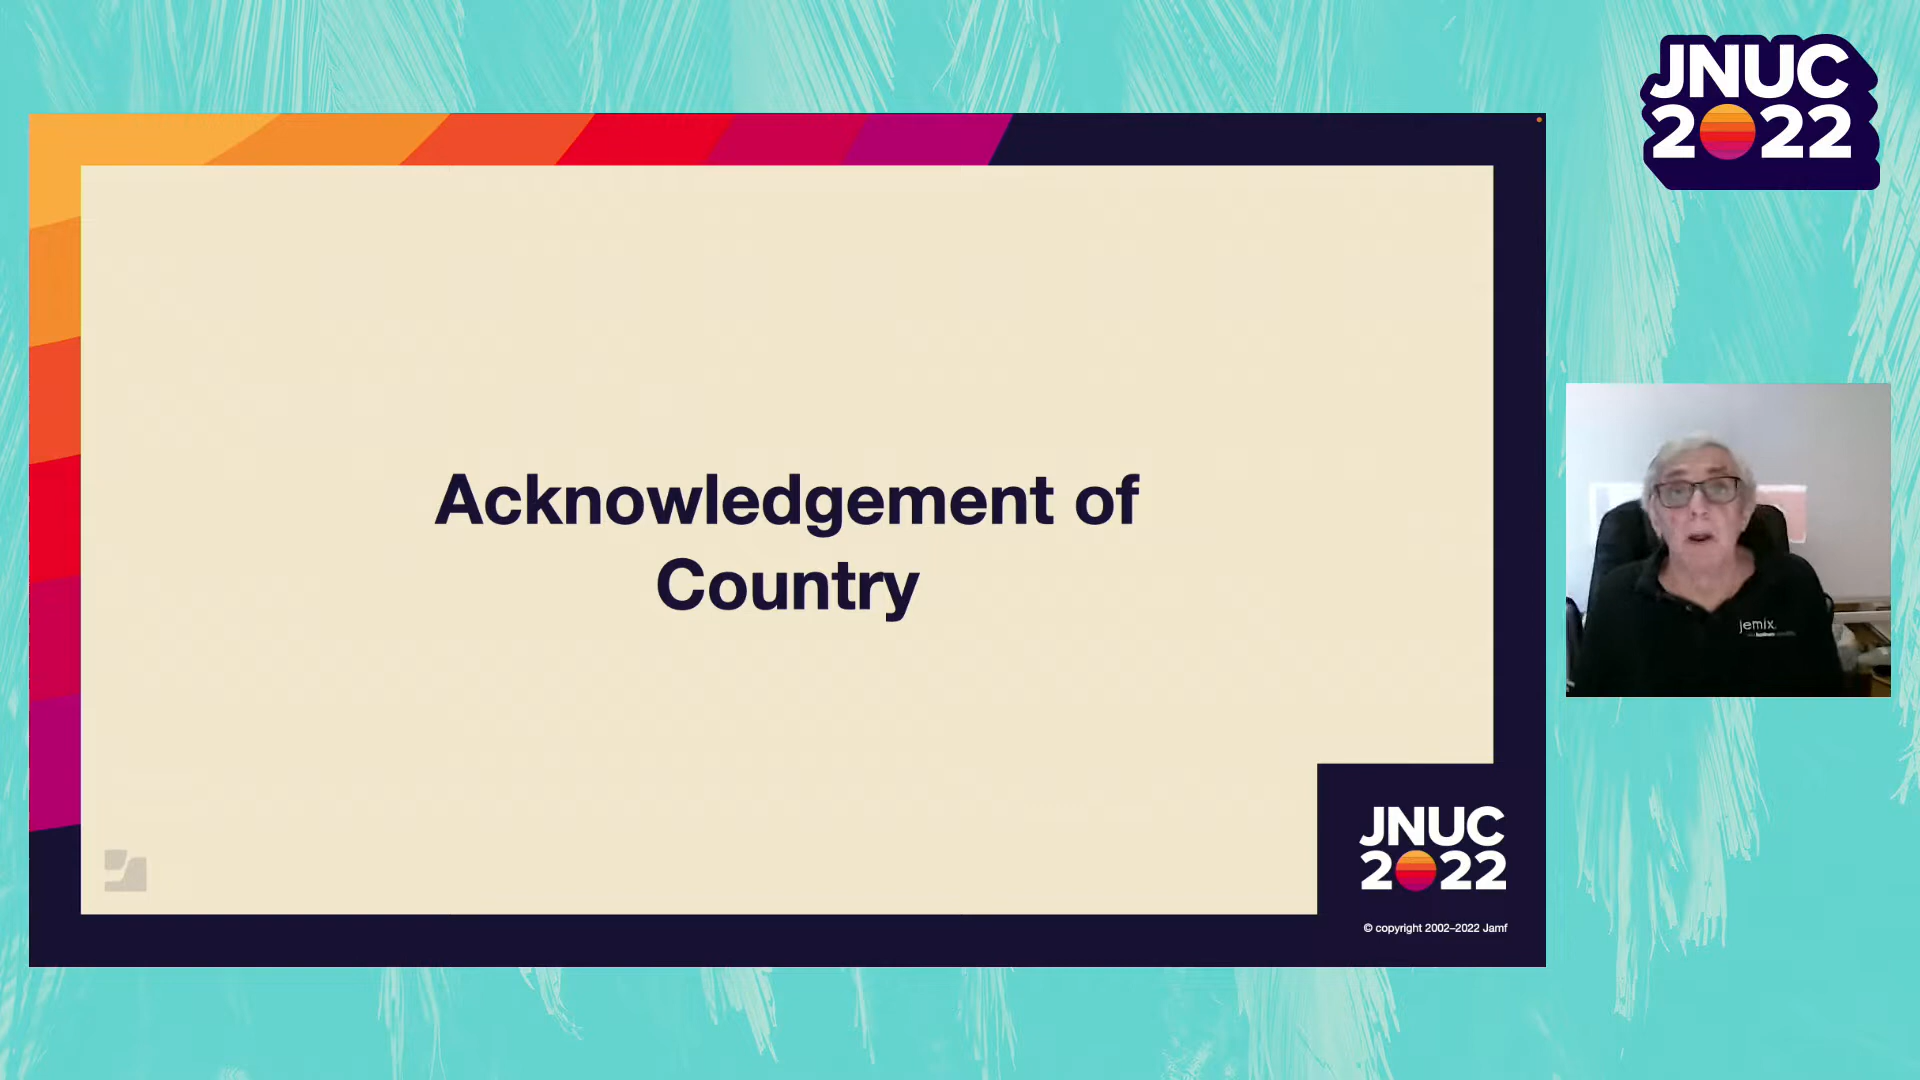 JNUC
2022
Acknowledgement of
Country
jemix
JNUC
2022
© copyright 2002–2022 Jamf